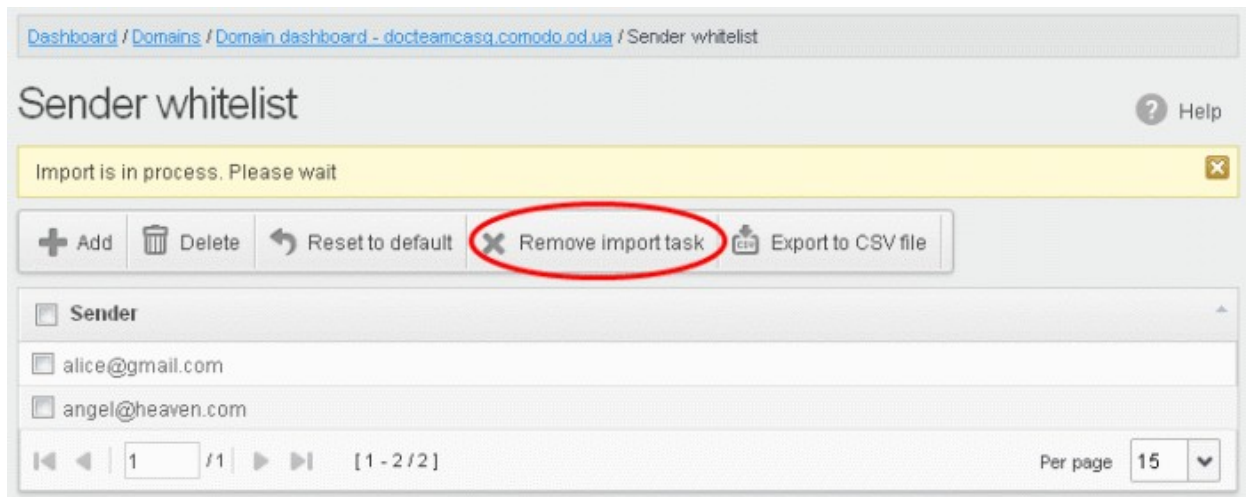 Dashboard / Domains / Domain dashboard - docteamcasg.comodo.od.ua / Sender whitelist
Sender whitelist
? Help
Import is in process. Please wait
Add Delete Reset to default Remove import task CSV Export to CSV file
Sender
alice@gmail.com
angel@heaven.com
1 /1 [1 - 2 / 2] Per page 15